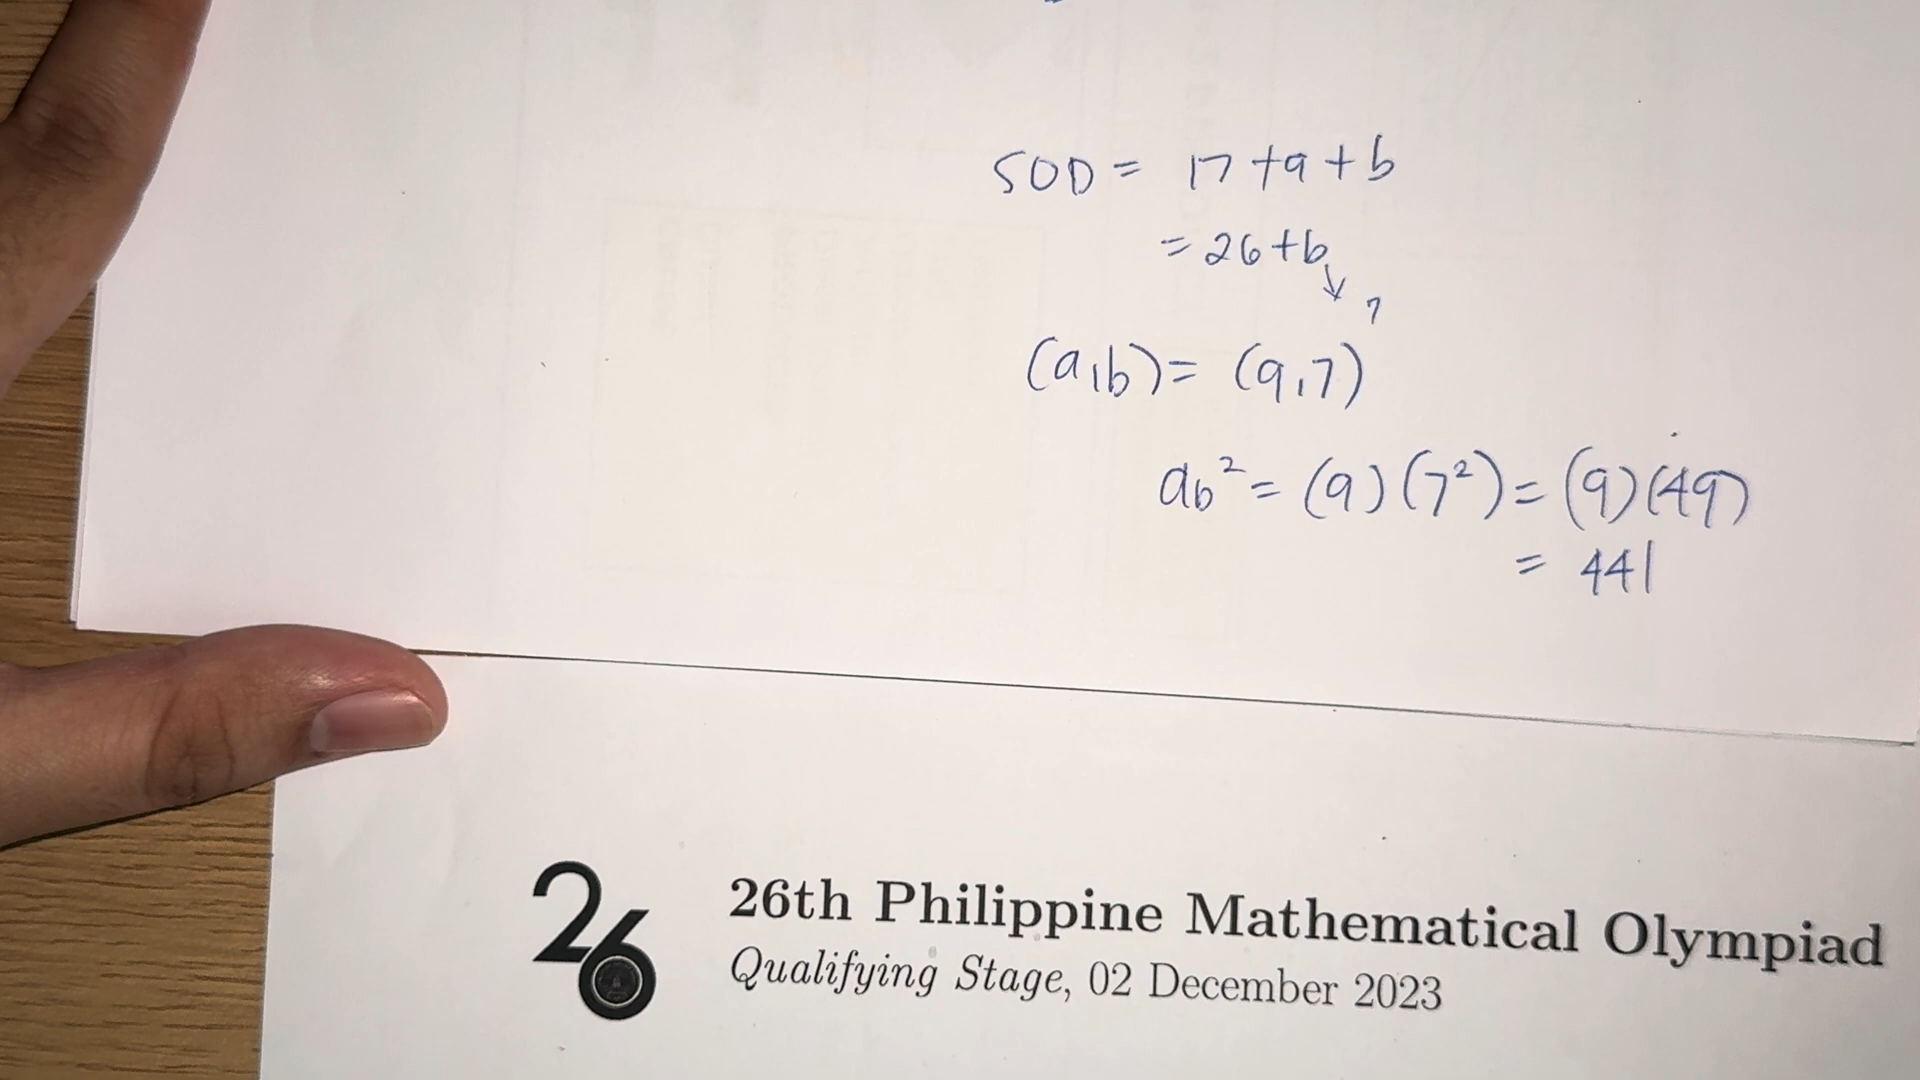 SOD = 17 + a + b
= 26 + b
↘ 7
(a,b) = (9,7)
ab² = (9)(7²) = (9)(49)
= 441
26
26th Philippine Mathematical Olympiad
Qualifying Stage, 02 December 2023